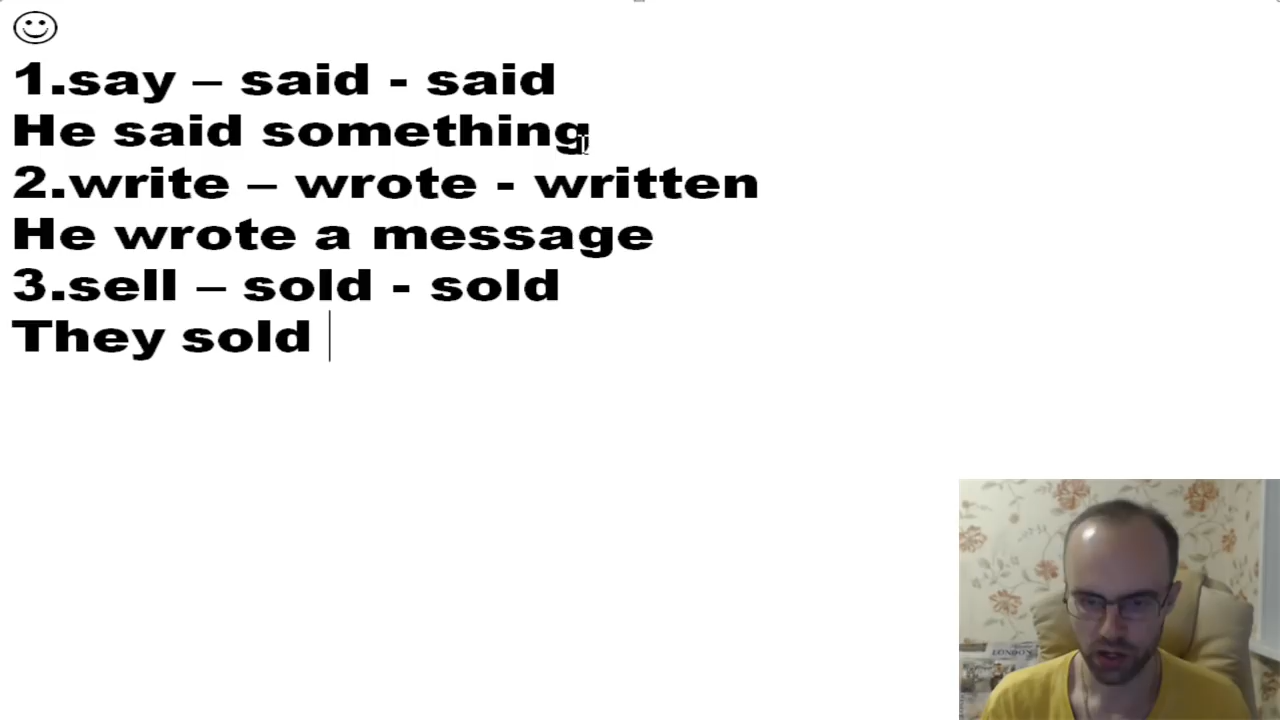 1.say – said - said
He said something
2.write – wrote - written
He wrote a message
3.sell – sold - sold
They sold
LONDON